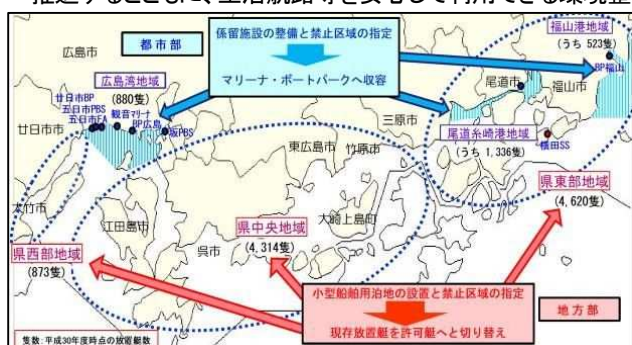 推進するとともに、生活航路等を安心して利用できる環境整
広島市
都市部
係留施設の整備と禁止区域の指定
マリーナ・ボートパークへ収容
福山港地域
(うち 523隻)
BP福山
広島湾地域
(880隻)
尾道市
福山市
廿日市BP
五日市PBS
五日市FA
観音マリーナ
BP広島
坂PBS
廿日市市
三原市
尾道糸崎港地域
(うち 1,336隻)
横田SS
東広島市
竹原市
県東部地域
(4,620隻)
大竹市
江田島市
県中央地域
(4,314隻)
大崎上島町
呉市
県西部地域
(873隻)
小型船舶用泊地の設置と禁止区域の指定
現存放置艇を許可艇へと切り替え
地方部
隻数:平成30年度時点の放置艇数